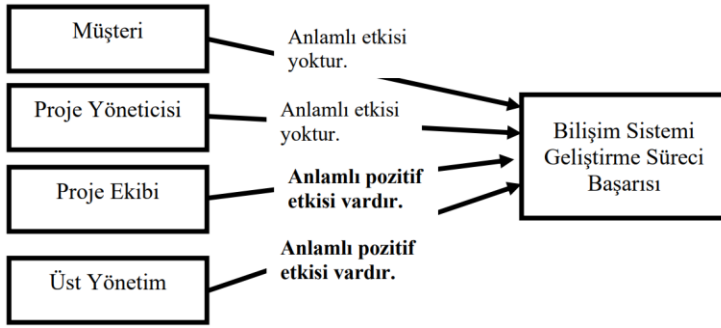 Müşteri
Anlamlı etkisi
yoktur.
Proje Yöneticisi
Anlamlı etkisi
yoktur.
Proje Ekibi
Anlamlı pozitif
etkisi vardır.
Üst Yönetim
Anlamlı pozitif
etkisi vardır.
Bilişim Sistemi
Geliştirme Süreci
Başarısı